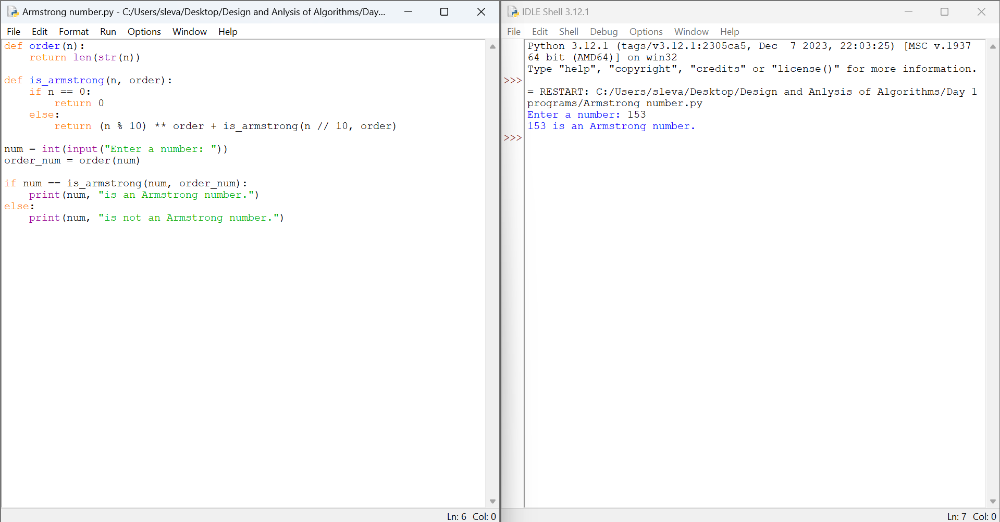 Armstrong number.py - C:/Users/sleva/Desktop/Design and Anlysis of Algorithms/Day...
File Edit Format Run Options Window Help
def order(n):
    return len(str(n))

def is_armstrong(n, order):
    if n == 0:
        return 0
    else:
        return (n % 10) ** order + is_armstrong(n // 10, order)

num = int(input("Enter a number: "))
order_num = order(num)

if num == is_armstrong(num, order_num):
    print(num, "is an Armstrong number.")
else:
    print(num, "is not an Armstrong number.")
Ln: 6 Col: 0
IDLE Shell 3.12.1
File Edit Shell Debug Options Window Help
Python 3.12.1 (tags/v3.12.1:2305ca5, Dec  7 2023, 22:03:25) [MSC v.1937
64 bit (AMD64)] on win32
Type "help", "copyright", "credits" or "license()" for more information.
>>>
= RESTART: C:/Users/sleva/Desktop/Design and Anlysis of Algorithms/Day 1
programs/Armstrong number.py
Enter a number: 153
153 is an Armstrong number.
>>>
Ln: 7 Col: 0